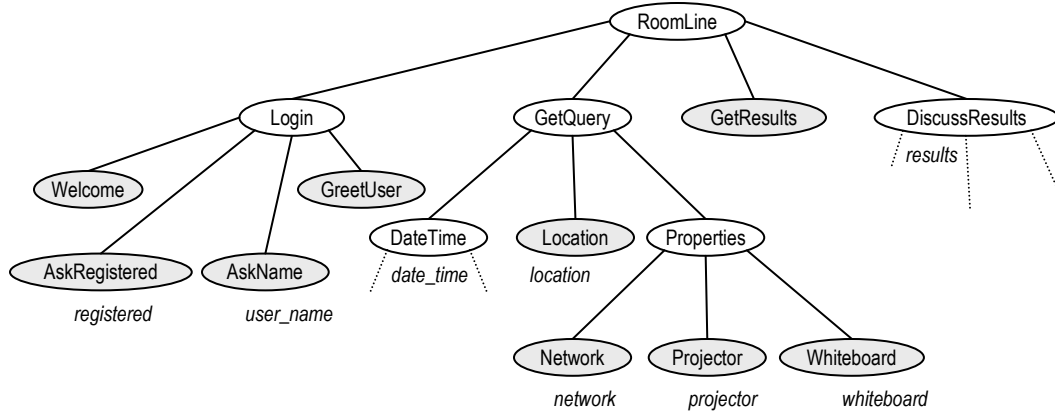 RoomLine
Login
GetQuery
GetResults
DiscussResults
results
Welcome
GreetUser
DateTime
Location
Properties
AskRegistered
AskName
date_time
location
registered
user_name
Network
Projector
Whiteboard
network
projector
whiteboard